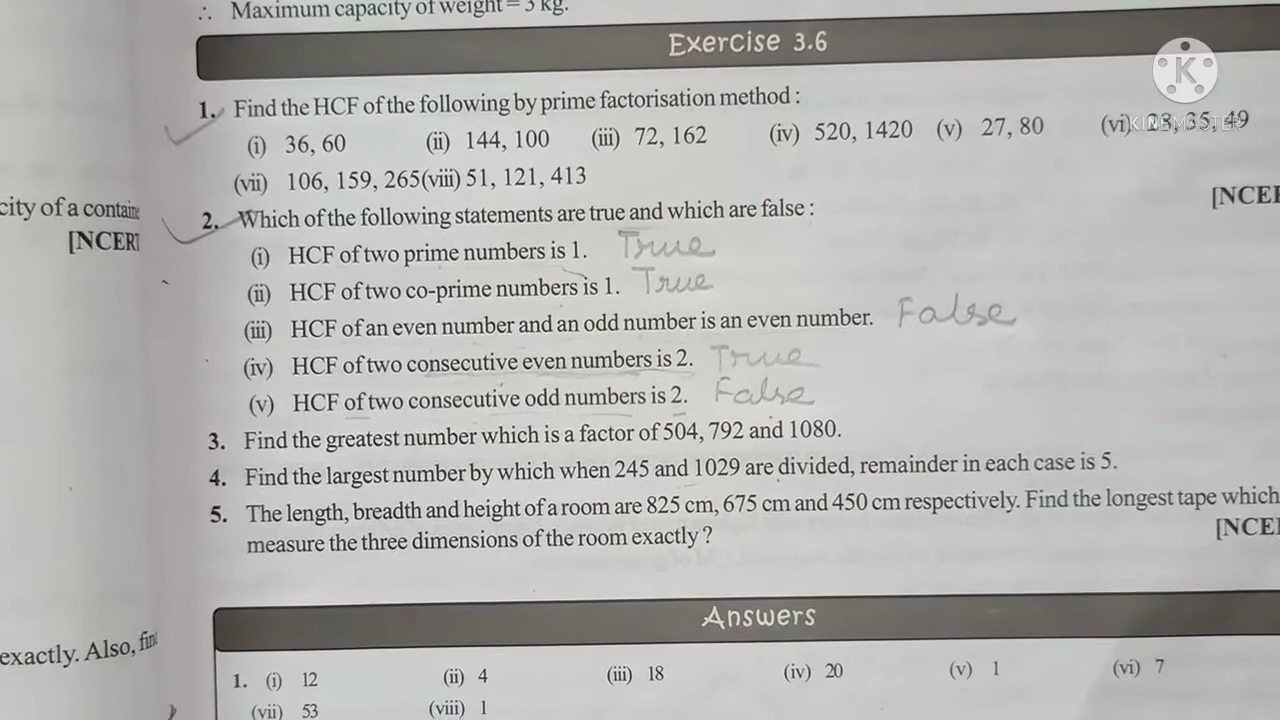 ∴ Maximum capacity of weight = 3 kg.
Exercise 3.6
1. Find the HCF of the following by prime factorisation method :
(i) 36, 60 (ii) 144, 100 (iii) 72, 162 (iv) 520, 1420 (v) 27, 80 (vi) 28, 35, 49
KINEMASTER
(vii) 106, 159, 265(viii) 51, 121, 413
[NCE
2. Which of the following statements are true and which are false :
(i) HCF of two prime numbers is 1. True
(ii) HCF of two co-prime numbers is 1. True
(iii) HCF of an even number and an odd number is an even number. False
(iv) HCF of two consecutive even numbers is 2. True
(v) HCF of two consecutive odd numbers is 2. False
3. Find the greatest number which is a factor of 504, 792 and 1080.
4. Find the largest number by which when 245 and 1029 are divided, remainder in each case is 5.
5. The length, breadth and height of a room are 825 cm, 675 cm and 450 cm respectively. Find the longest tape which
measure the three dimensions of the room exactly ?
[NCE
Answers
1. (i) 12 (ii) 4 (iii) 18 (iv) 20 (v) 1 (vi) 7
(vii) 53 (viii) 1
city of a contain
[NCER
exactly. Also, fin
K